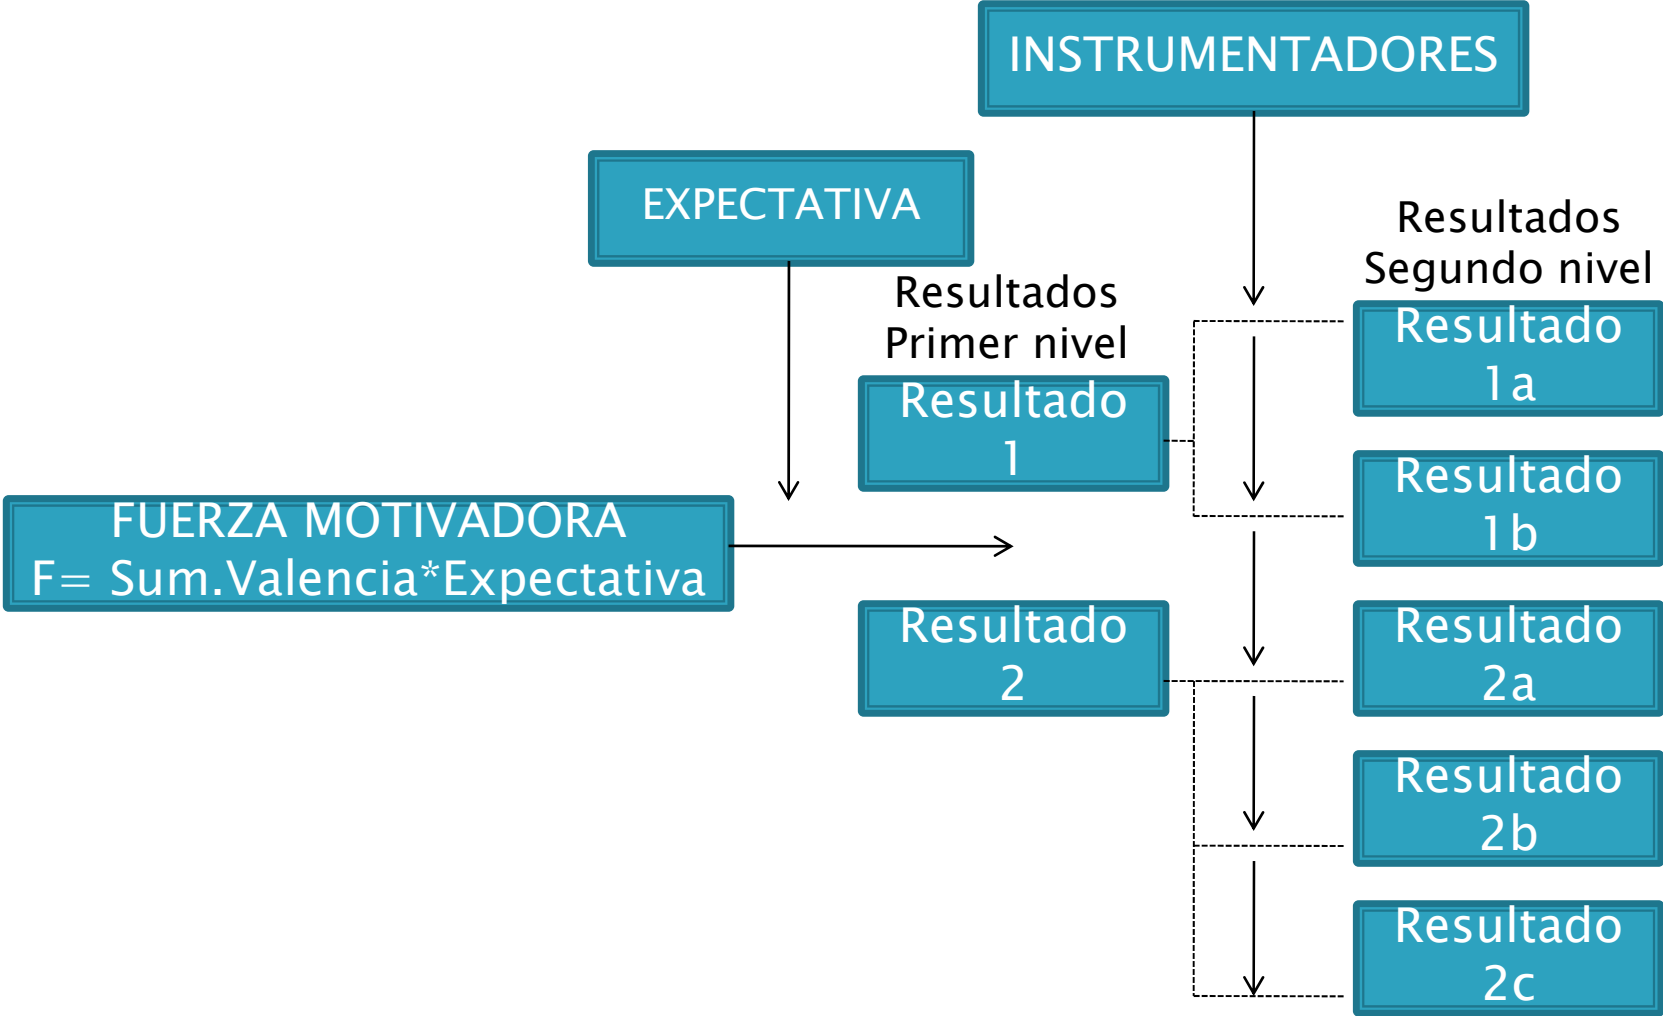 INSTRUMENTADORES
EXPECTATIVA
Resultados
Segundo nivel
Resultados
Primer nivel
Resultado
1a
Resultado
1
Resultado
1b
FUERZA MOTIVADORA
F= Sum.Valencia*Expectativa
Resultado
2
Resultado
2a
Resultado
2b
Resultado
2c